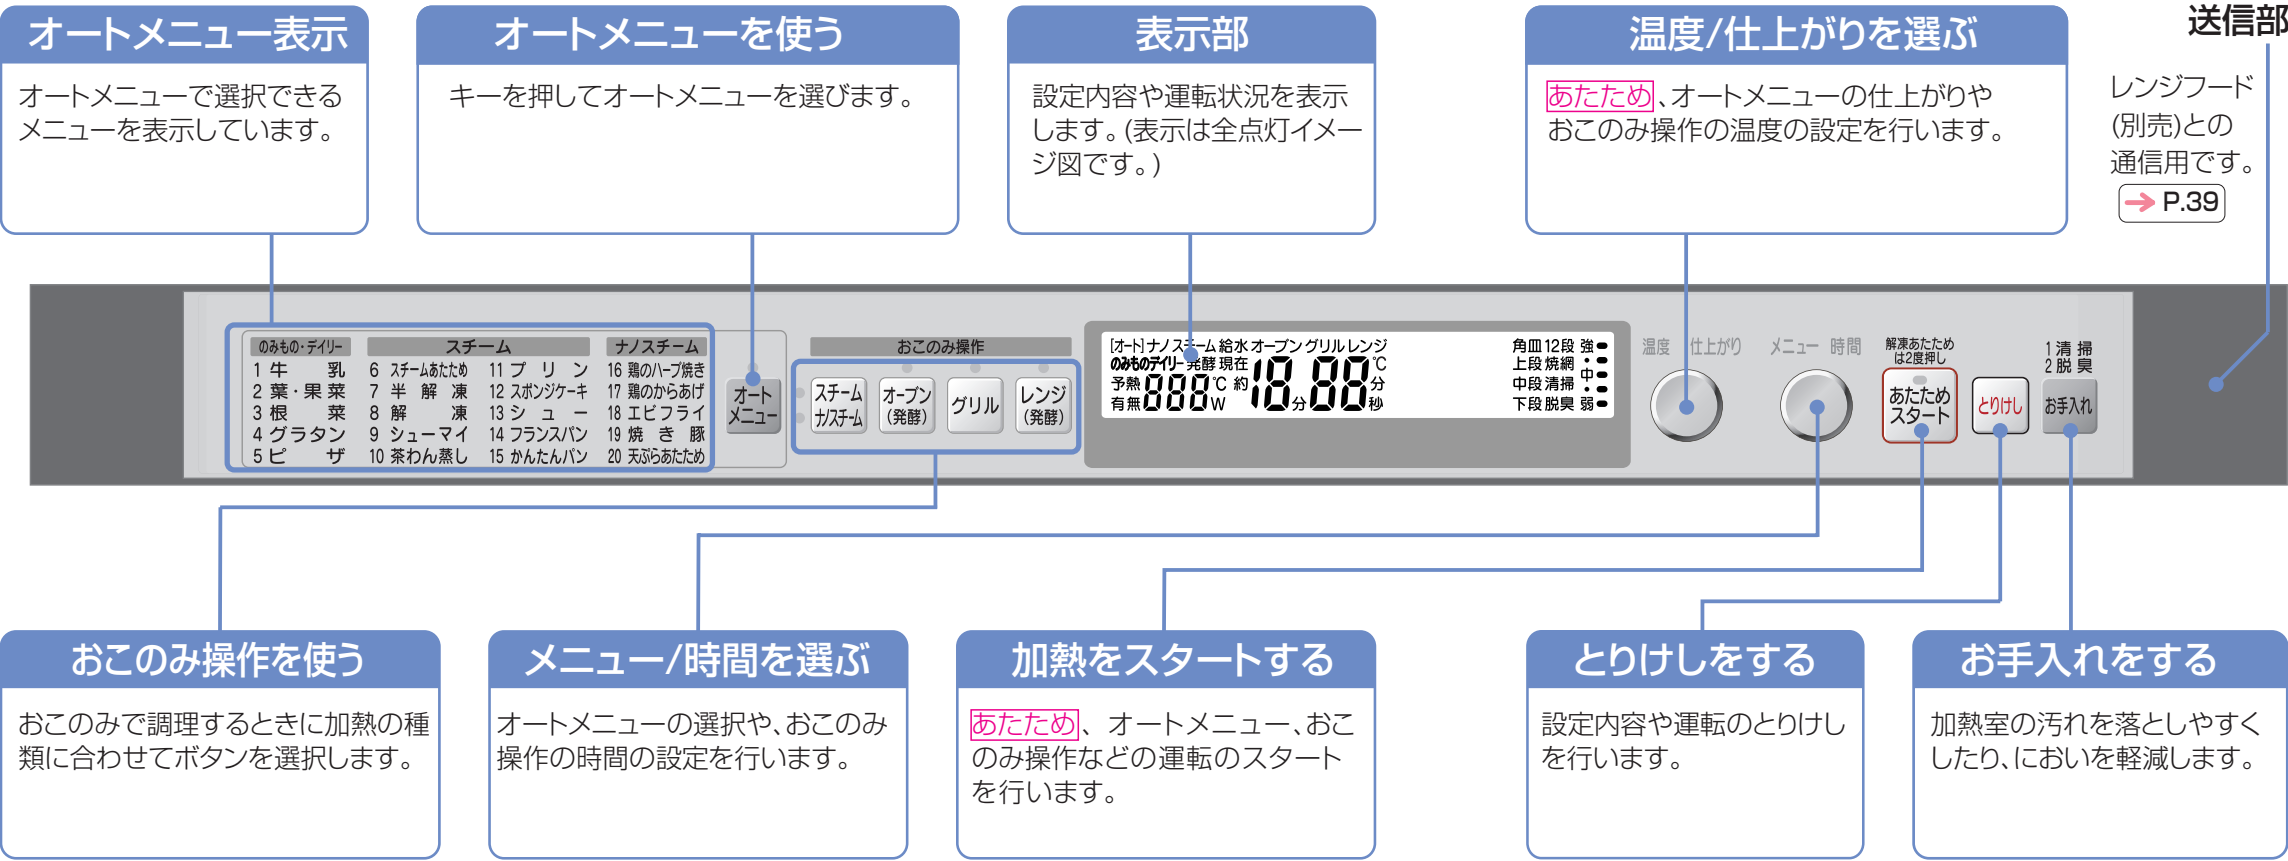 オートメニュー表示
オートメニューで選択できる
メニューを表示しています。
オートメニューを使う
キーを押してオートメニューを選びます。
表示部
設定内容や運転状況を表示
します。(表示は全点灯イメー
ジ図です。)
温度/仕上がりを選ぶ
あたため、オートメニューの仕上がりや
おこのみ操作の温度の設定を行います。
送信部
レンジフード
(別売)との
通信用です。
→ P.39
のみもの・デイリー
1 牛 乳
2 葉・果菜
3 根 菜
4 グラタン
5 ピ ザ
スチーム
6 スチームあたため
7 半解凍
8 解 凍
9 シューマイ
10 茶わん蒸し
11 プリン
12 スポンジケーキ
13 シュー
14 フランスパン
15 かんたんパン
ナノスチーム
16 鶏のハーブ焼き
17 鶏のからあげ
18 エビフライ
19 焼き豚
20 天ぷらあたため
オート
メニュー
おこのみ操作
スチーム
ナノスチーム
オーブン
(発酵)
グリル
レンジ
(発酵)
[オート]ナノスチーム 給水 オーブン グリル レンジ
のみものデイリー 発酵 現在
予熱 888 ℃ 約 18 分 88 ℃ 分 秒
有無 W
角皿 12段 強
上段 焼網
中段 清掃 中
下段 脱臭 弱
温度 仕上がり
メニュー 時間
解凍あたため
は2度押し
あたため
スタート
とりけし
1 清掃
2 脱臭
お手入れ
おこのみ操作を使う
おこのみで調理するときに加熱の種
類に合わせてボタンを選択します。
メニュー/時間を選ぶ
オートメニューの選択や、おこのみ
操作の時間の設定を行います。
加熱をスタートする
あたため、オートメニュー、おこ
のみ操作などの運転のスタート
を行います。
とりけしをする
設定内容や運転のとりけし
を行います。
お手入れをする
加熱室の汚れを落としやすく
したり、においを軽減します。